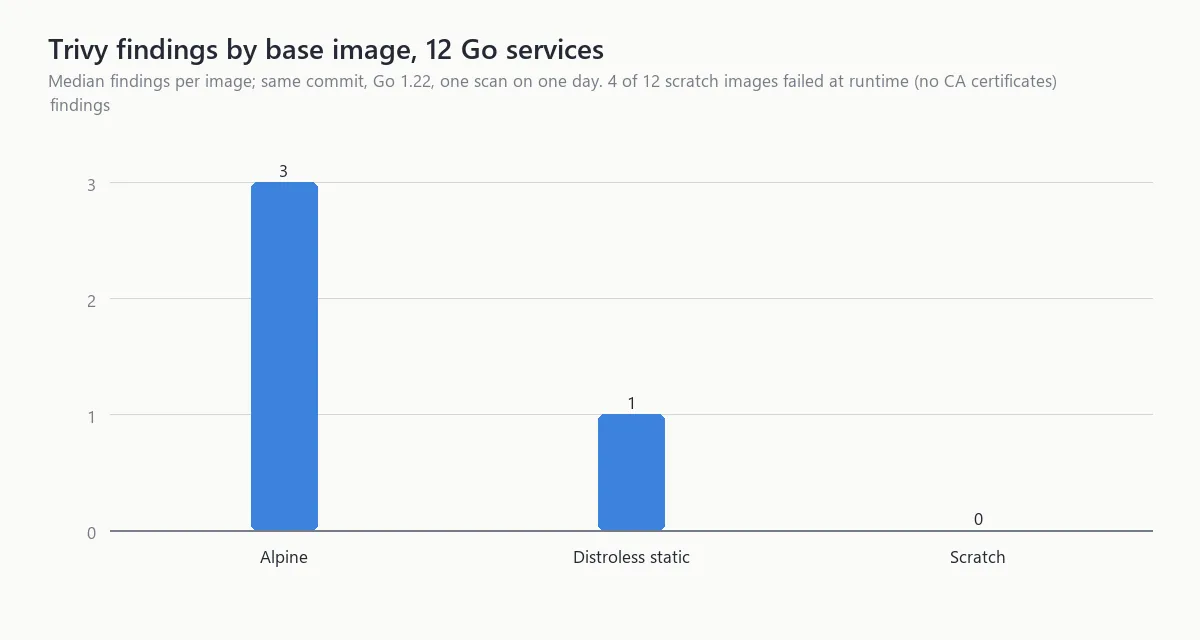 Trivy findings by base image, 12 Go services
Median findings per image; same commit, Go 1.22, one scan on one day. 4 of 12 scratch images failed at runtime (no CA certificates)
findings
3
3
2
1
1
0
0
Alpine
Distroless static
Scratch